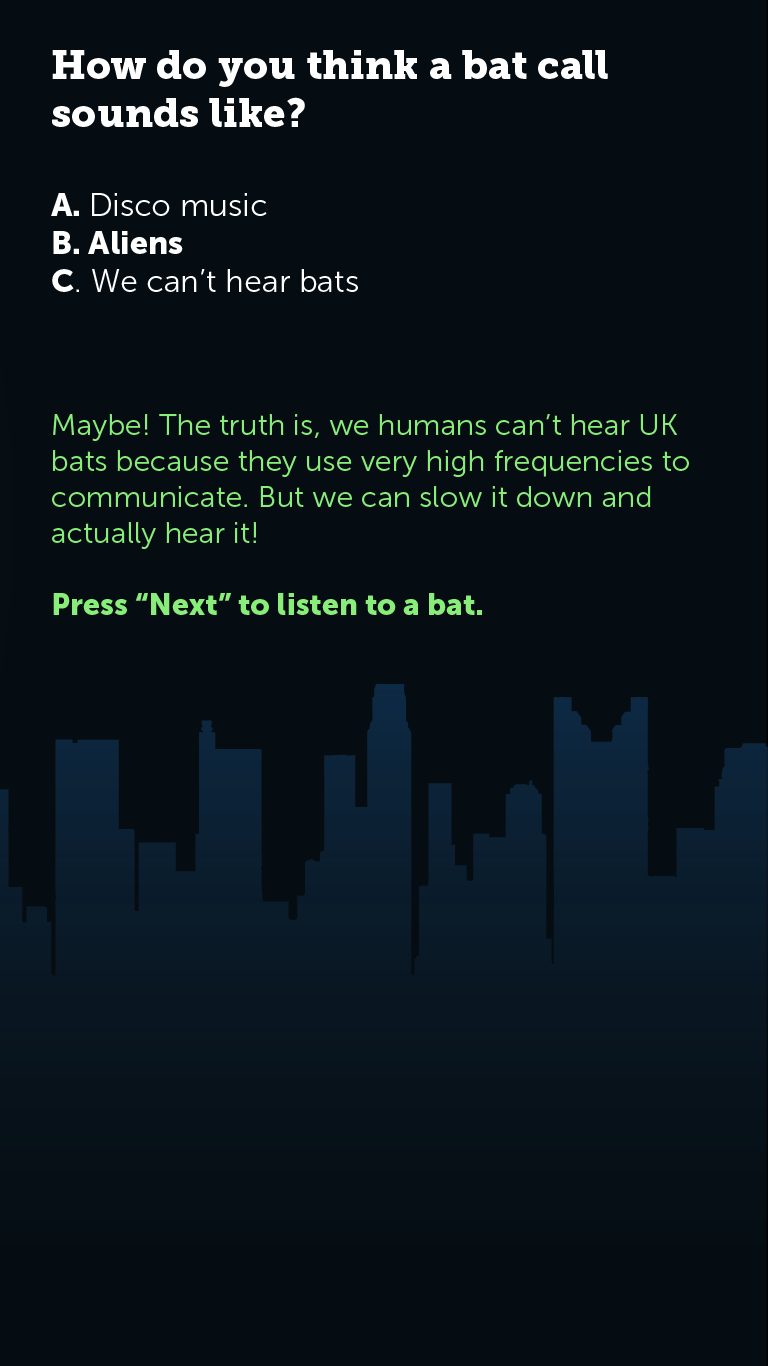 How do you think a bat call
sounds like?
A. Disco music
B. Aliens
C. We can’t hear bats
Maybe! The truth is, we humans can’t hear UK
bats because they use very high frequencies to
communicate. But we can slow it down and
actually hear it!
Press “Next” to listen to a bat.